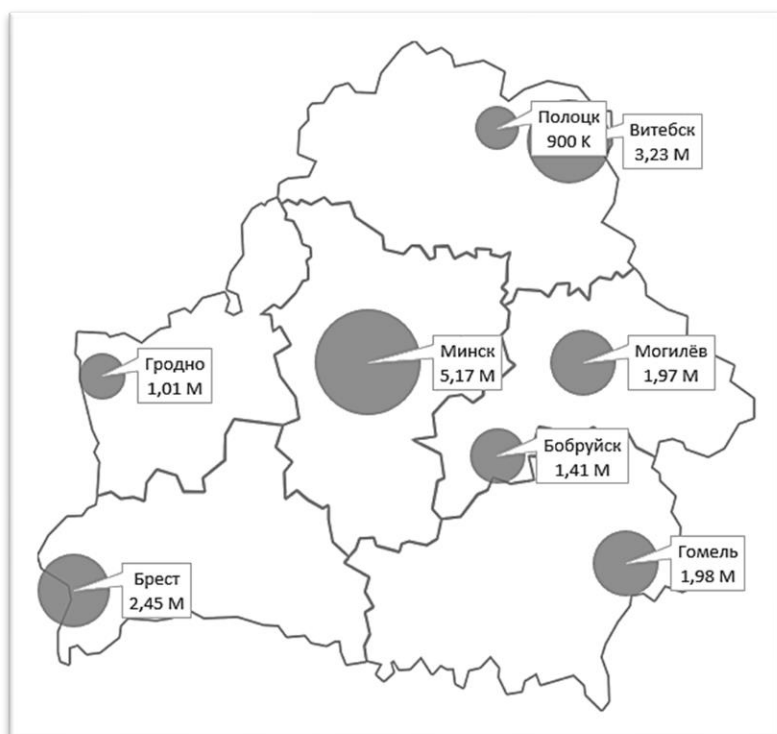 Полоцк
900 К
Витебск
3,23 М
Гродно
1,01 М
Минск
5,17 М
Могилёв
1,97 М
Бобруйск
1,41 М
Гомель
1,98 М
Брест
2,45 М